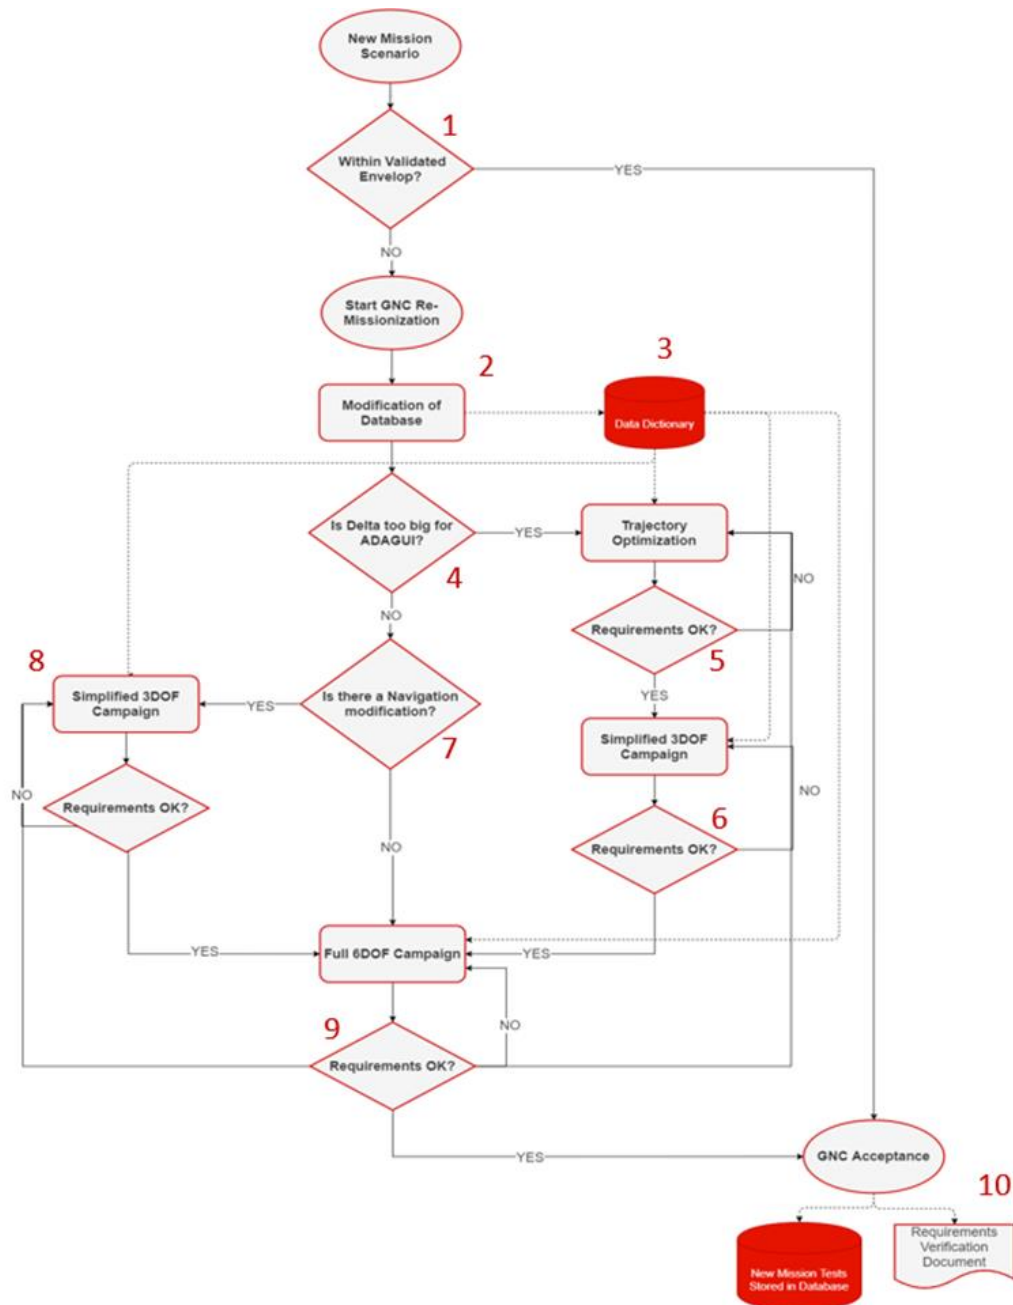 New Mission
Scenario
1
Within Validated
Envelop?
YES
NO
Start GNC Re-
Missionization
2
3
Modification of
Database
Data Dictionary
Is Delta too big for
ADAGUI?
YES
Trajectory
Optimization
4
NO
NO
Requirements OK?
5
YES
8
Simplified 3DOF
Campaign
YES
Is there a Navigation
modification?
7
Simplified 3DOF
Campaign
NO
NO
Requirements OK?
6
Requirements OK?
NO
YES
Full 6DOF Campaign
YES
NO
9
Requirements OK?
YES
GNC Acceptance
10
New Mission Tests
Stored in Database
Requirements
Verification
Document